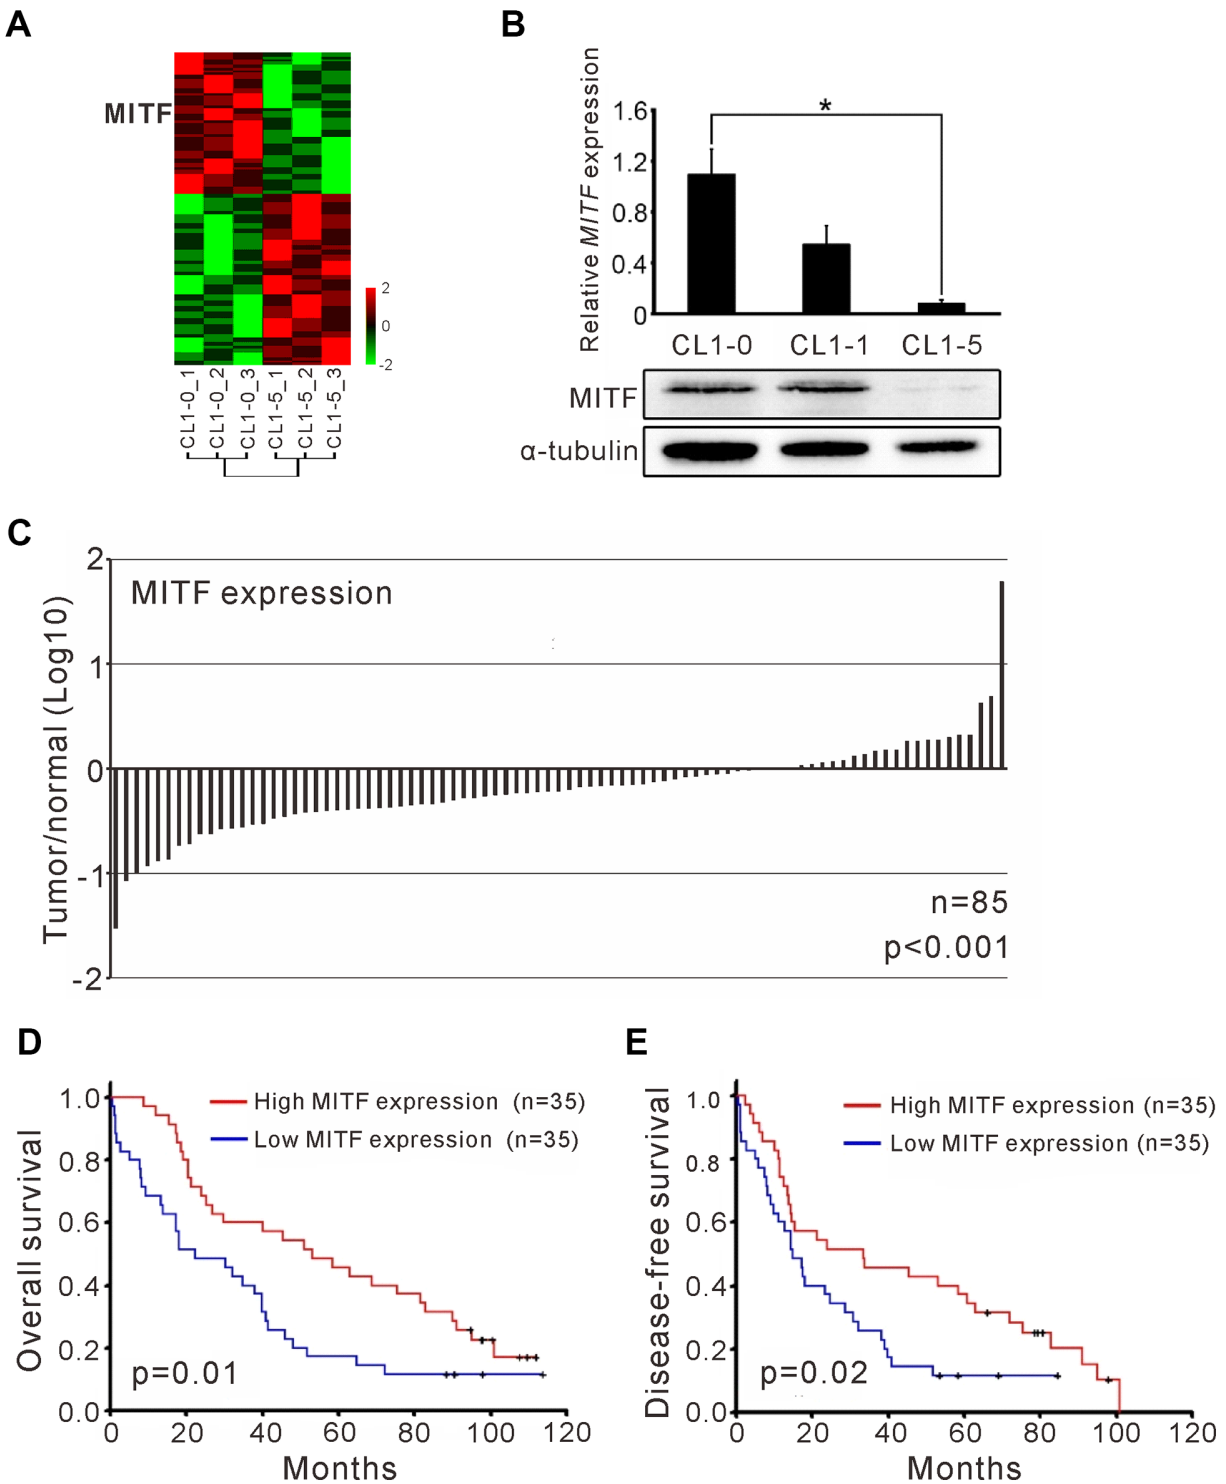 A
MITF
2
0
-2
CL1-0_1
CL1-0_2
CL1-0_3
CL1-5_1
CL1-5_2
CL1-5_3
B
Relative MITF expression
1.6
1.2
0.8
0.4
0
*
CL1-0 CL1-1 CL1-5
MITF
α-tubulin
C
Tumor/normal (Log10)
2
1
0
-1
-2
MITF expression
n=85
p<0.001
D
Overall survival
1.0
0.8
0.6
0.4
0.2
0.0
High MITF expression (n=35)
Low MITF expression (n=35)
p=0.01
0 20 40 60 80 100 120
Months
E
Disease-free survival
1.0
0.8
0.6
0.4
0.2
0.0
High MITF expression (n=35)
Low MITF expression (n=35)
p=0.02
0 20 40 60 80 100 120
Months